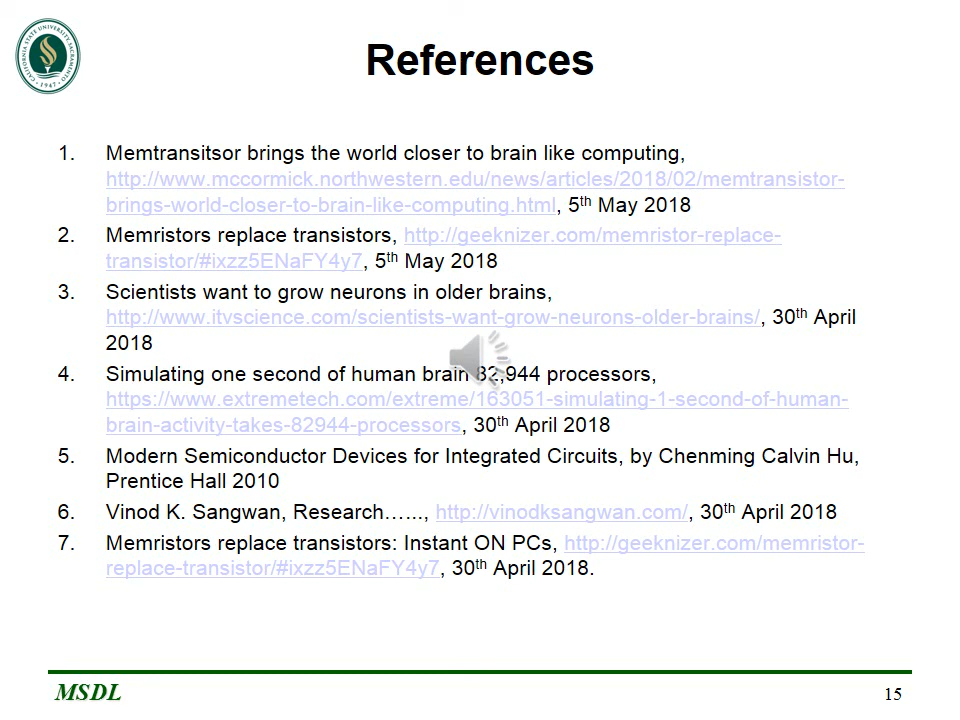 CALIFORNIA STATE UNIVERSITY, SACRAMENTO
1947
References
1. Memtransitsor brings the world closer to brain like computing,
http://www.mccormick.northwestern.edu/news/articles/2018/02/memtransistor-
brings-world-closer-to-brain-like-computing.html, 5th May 2018
2. Memristors replace transistors, http://geeknizer.com/memristor-replace-
transistor/#ixzz5ENaFY4y7, 5th May 2018
3. Scientists want to grow neurons in older brains,
http://www.itvscience.com/scientists-want-grow-neurons-older-brains/, 30th April
2018
4. Simulating one second of human brain 82,944 processors,
https://www.extremetech.com/extreme/163051-simulating-1-second-of-human-
brain-activity-takes-82944-processors, 30th April 2018
5. Modern Semiconductor Devices for Integrated Circuits, by Chenming Calvin Hu,
Prentice Hall 2010
6. Vinod K. Sangwan, Research…..., http://vinodksangwan.com/, 30th April 2018
7. Memristors replace transistors: Instant ON PCs, http://geeknizer.com/memristor-
replace-transistor/#ixzz5ENaFY4y7, 30th April 2018.
MSDL
15